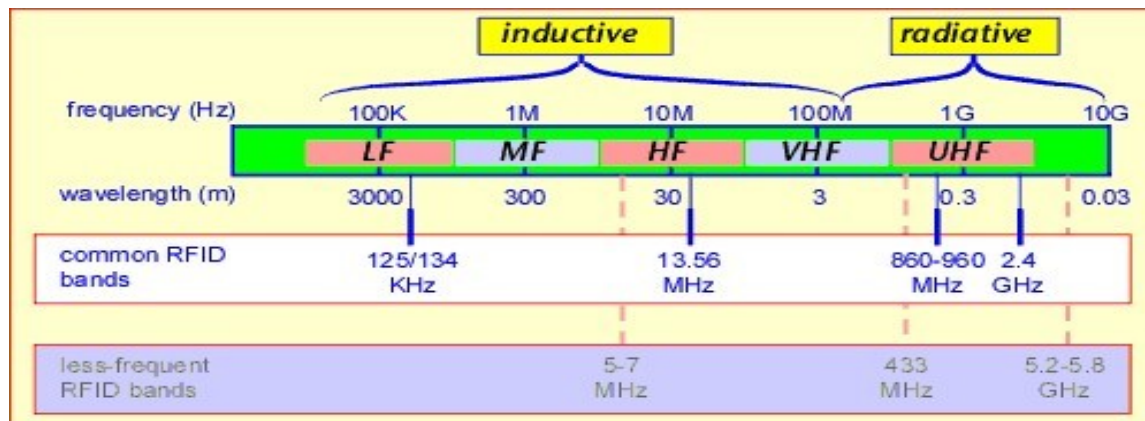 inductive radiative
frequency (Hz) 100K 1M 10M 100M 1G 10G
LF MF HF VHF UHF
wavelength (m) 3000 300 30 3 0.3 0.03
common RFID 125/134 13.56 860-960 2.4
bands KHz MHz MHz GHz
less-frequent 5-7 433 5.2-5.8
RFID bands MHz MHz GHz